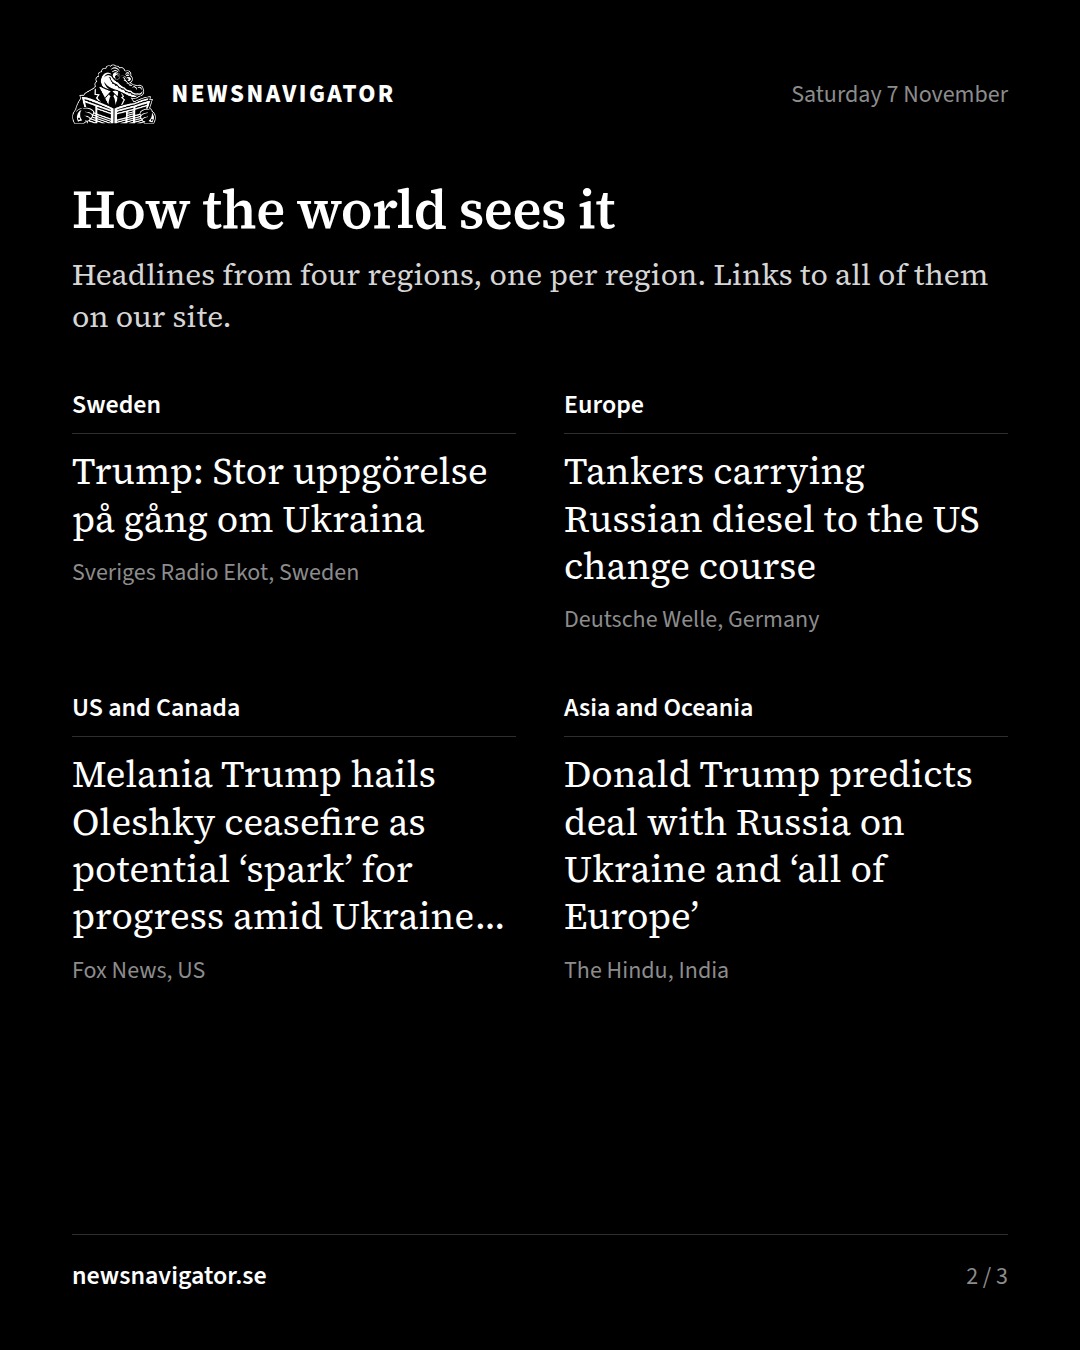 NEWSNAVIGATOR
Saturday 7 November
How the world sees it
Headlines from four regions, one per region. Links to all of them
on our site.
Sweden
Trump: Stor uppgörelse
på gång om Ukraina
Sveriges Radio Ekot, Sweden
Europe
Tankers carrying
Russian diesel to the US
change course
Deutsche Welle, Germany
US and Canada
Melania Trump hails
Oleshky ceasefire as
potential ‘spark’ for
progress amid Ukraine...
Fox News, US
Asia and Oceania
Donald Trump predicts
deal with Russia on
Ukraine and ‘all of
Europe’
The Hindu, India
newsnavigator.se
2 / 3